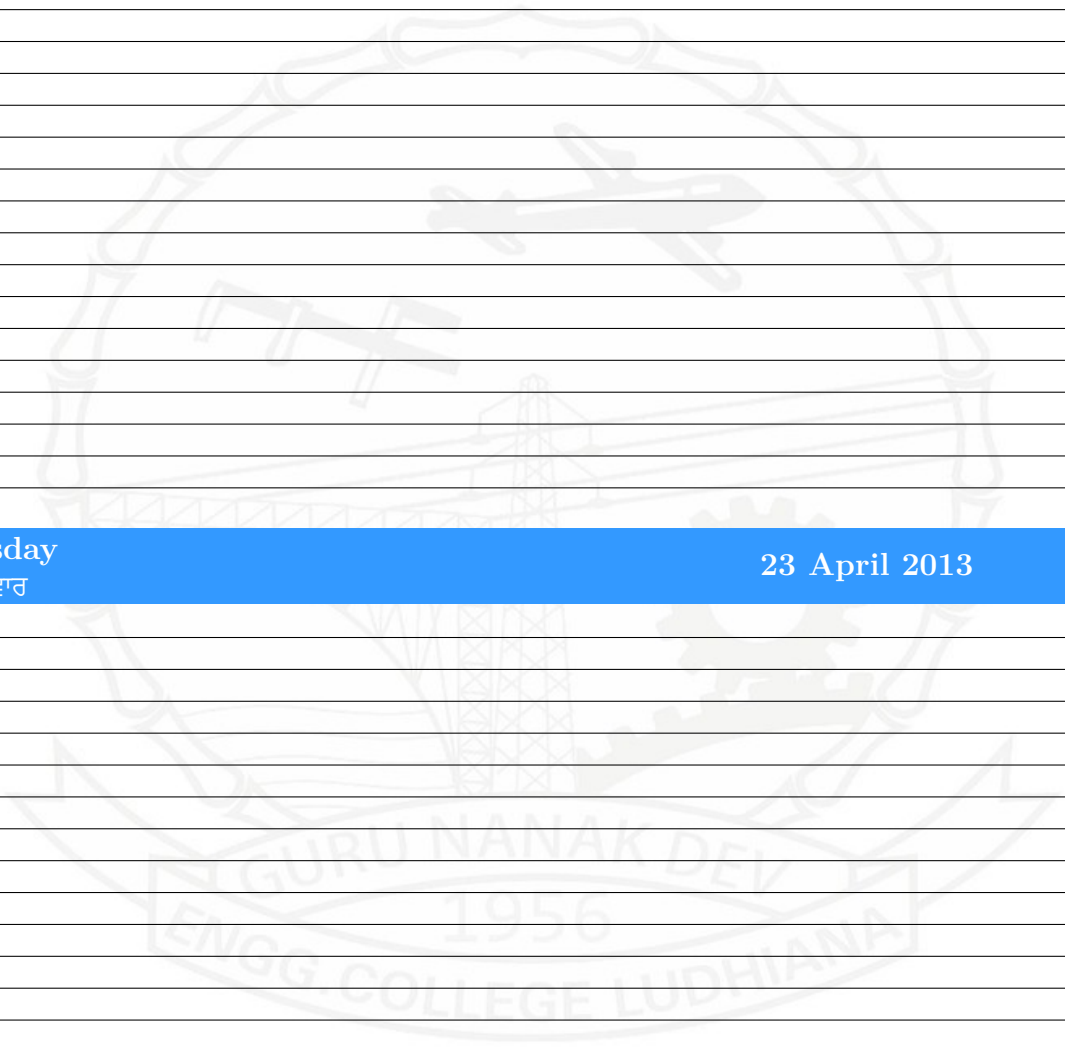 sday
23 April 2013
ਵਾਰ
GURU NANAK DEV
1956
ENGG. COLLEGE LUDHIANA